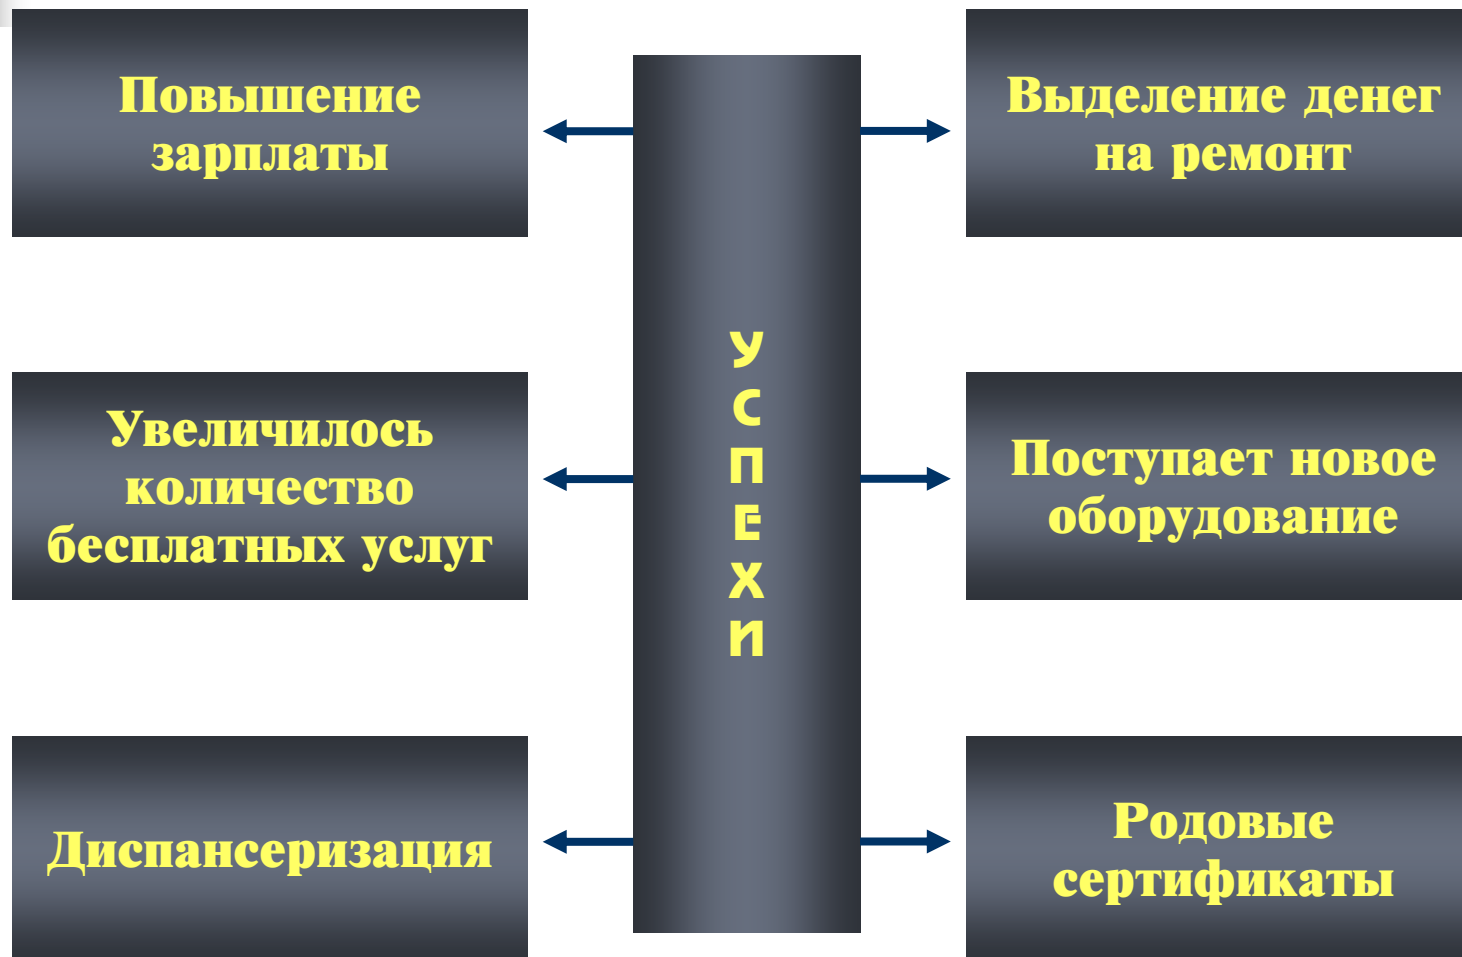 Повышение
зарплаты
Выделение денег
на ремонт
У
С
П
Е
Х
И
Увеличилось
количество
бесплатных услуг
Поступает новое
оборудование
Диспансеризация
Родовые
сертификаты